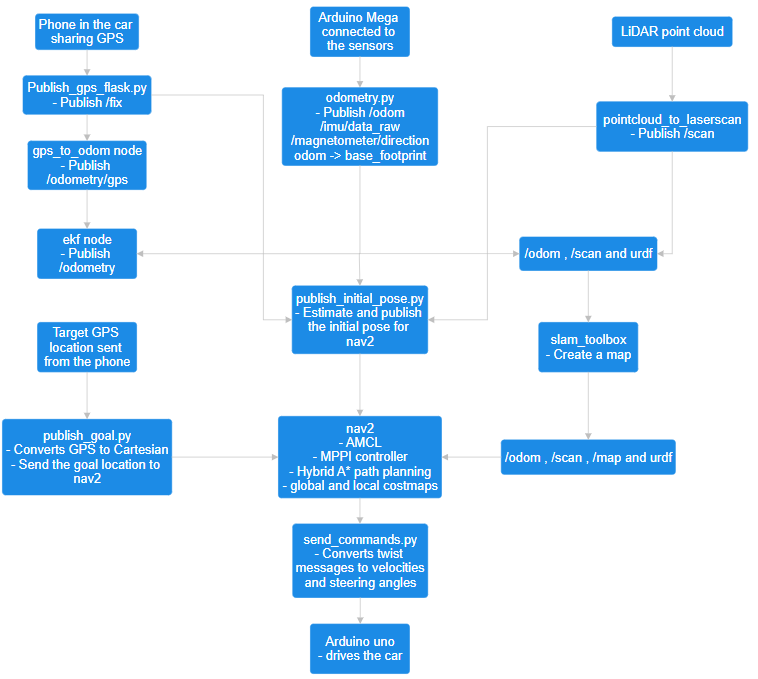 Phone in the car
sharing GPS
Arduino Mega
connected to
the sensors
LiDAR point cloud
Publish_gps_flask.py
- Publish /fix
odometry.py
- Publish /odom
/imu/data_raw
/magnetometer/direction
odom -> base_footprint
pointcloud_to_laserscan
- Publish /scan
gps_to_odom node
- Publish
/odometry/gps
ekf node
- Publish
/odometry
/odom , /scan and urdf
publish_initial_pose.py
- Estimate and publish
the initial pose for
nav2
Target GPS
location sent
from the phone
slam_toolbox
- Create a map
publish_goal.py
- Converts GPS to Cartesian
- Send the goal location to
nav2
nav2
- AMCL
- MPPI controller
- Hybrid A* path planning
- global and local costmaps
/odom , /scan , /map and urdf
send_commands.py
- Converts twist
messages to velocities
and steering angles
Arduino uno
- drives the car